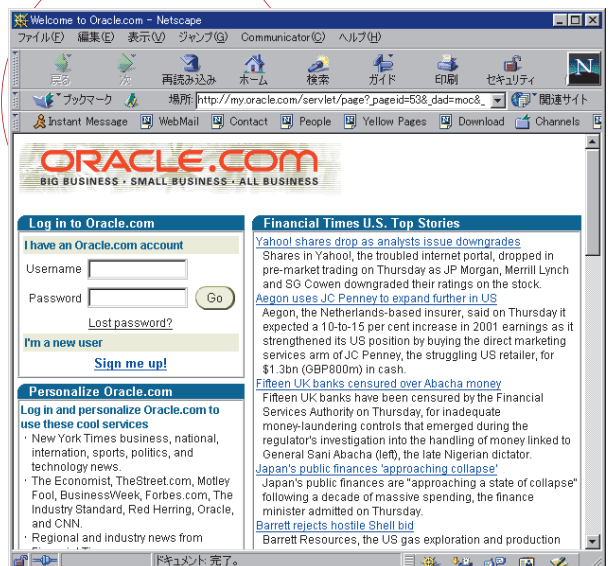 Welcome to Oracle.com - Netscape
ファイル(F) 編集(E) 表示(V) ジャンプ(G) Communicator(C) ヘルプ(H)
戻る 次 再読み込み ホーム 検索 ガイド 印刷 セキュリティ
ブックマーク 場所: http://my.oracle.com/servlet/page?_pageid=53&_dad=moc&_ 関連サイト
Instant Message WebMail Contact People Yellow Pages Download Channels
ORACLE.COM
BIG BUSINESS · SMALL BUSINESS · ALL BUSINESS
Log in to Oracle.com
I have an Oracle.com account
Username
Password Go
Lost password?
I'm a new user
Sign me up!
Personalize Oracle.com
Log in and personalize Oracle.com to
use these cool services
· New York Times business, national,
internation, sports, politics, and
technology news.
· The Economist, TheStreet.com, Motley
Fool, BusinessWeek, Forbes.com, The
Industry Standard, Red Herring, Oracle,
and CNN.
· Regional and industry news from
Financial Times U.S. Top Stories
Yahoo! shares drop as analysts issue downgrades
Shares in Yahoo!, the troubled internet portal, dropped in
pre-market trading on Thursday as JP Morgan, Merrill Lynch
and SG Cowen downgraded their ratings on the stock.
Aegon uses JC Penney to expand further in US
Aegon, the Netherlands-based insurer, said on Thursday it
expected a 10-to-15 per cent increase in 2001 earnings as it
strengthened its US position by buying the direct marketing
services arm of JC Penney, the struggling US retailer, for
$1.3bn (GBP800m) in cash.
Fifteen UK banks censured over Abacha money
Fifteen UK banks have been censured by the Financial
Services Authority on Thursday, for inadequate
money-laundering controls that emerged during the
regulator's investigation into the handling of money linked to
General Sani Abacha (left), the late Nigerian dictator.
Japan's public finances 'approaching collapse'
Japan's public finances are "approaching a state of collapse"
following a decade of massive spending, the finance
minister admitted on Thursday.
Barrett rejects hostile Shell bid
Barrett Resources, the US gas exploration and production
ドキュメント: 完了。